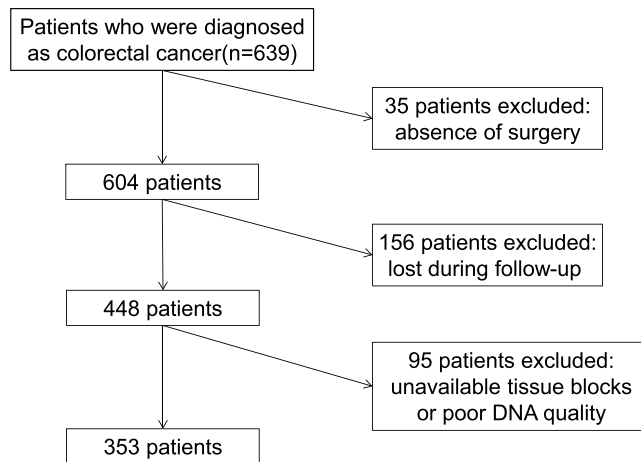 Patients who were diagnosed
as colorectal cancer(n=639)
35 patients excluded:
absence of surgery
604 patients
156 patients excluded:
lost during follow-up
448 patients
95 patients excluded:
unavailable tissue blocks
or poor DNA quality
353 patients